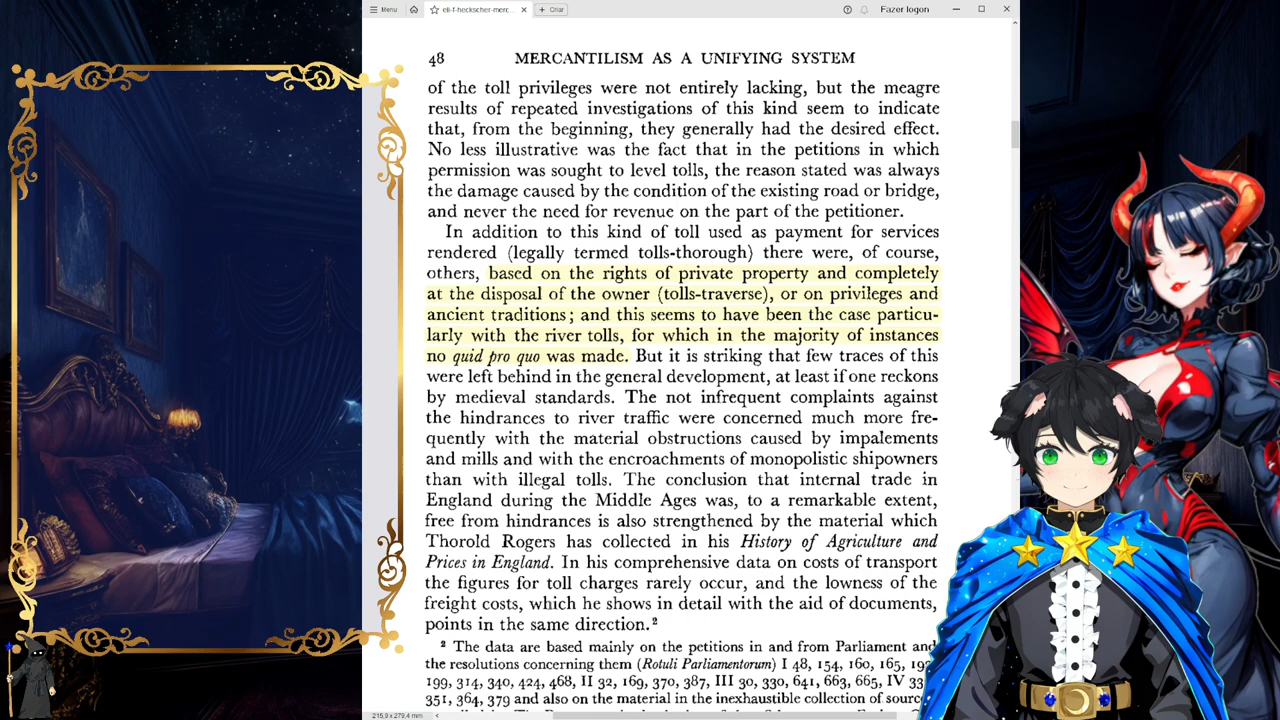 Menu
eli-f-heckscher-merc...
Criar
Fazer logon
48 MERCANTILISM AS A UNIFYING SYSTEM
of the toll privileges were not entirely lacking, but the meagre
results of repeated investigations of this kind seem to indicate
that, from the beginning, they generally had the desired effect.
No less illustrative was the fact that in the petitions in which
permission was sought to level tolls, the reason stated was always
the damage caused by the condition of the existing road or bridge,
and never the need for revenue on the part of the petitioner.
In addition to this kind of toll used as payment for services
rendered (legally termed tolls-thorough) there were, of course,
others, based on the rights of private property and completely
at the disposal of the owner (tolls-traverse), or on privileges and
ancient traditions; and this seems to have been the case particu-
larly with the river tolls, for which in the majority of instances
no quid pro quo was made. But it is striking that few traces of this
were left behind in the general development, at least if one reckons
by medieval standards. The not infrequent complaints against
the hindrances to river traffic were concerned much more fre-
quently with the material obstructions caused by impalements
and mills and with the encroachments of monopolistic shipowners
than with illegal tolls. The conclusion that internal trade in
England during the Middle Ages was, to a remarkable extent,
free from hindrances is also strengthened by the material which
Thorold Rogers has collected in his History of Agriculture and
Prices in England. In his comprehensive data on costs of transport
the figures for toll charges rarely occur, and the lowness of the
freight costs, which he shows in detail with the aid of documents,
points in the same direction.²
² The data are based mainly on the petitions in and from Parliament and
the resolutions concerning them (Rotuli Parliamentorum) I 48, 154, 160, 165,
199, 314, 340, 424, 468, II 32, 169, 370, 387, III 30, 330, 641, 663, 665, IV
351, 364, 379 and also on the material in the inexhaustible collection of
215,9 x 279,4 mm